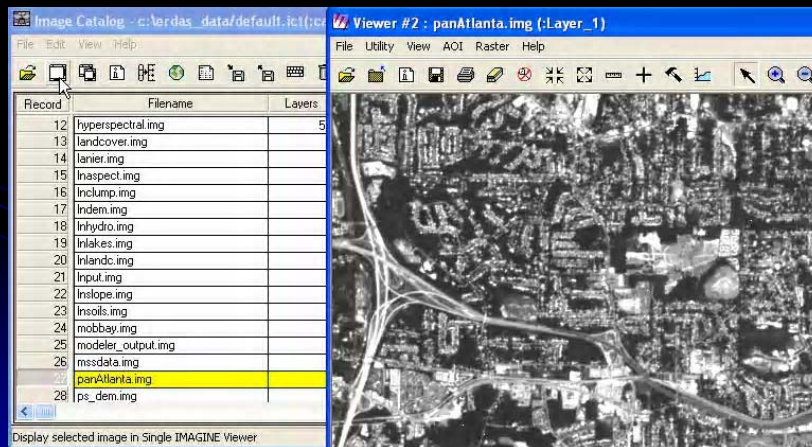 Image Catalog - c:\erdas_data/default.ict(:ca
File Edit View Help
Record Filename Layers
12 hyperspectral.img 5
13 landcover.img
14 lanier.img
15 lnaspect.img
16 lnclump.img
17 lndem.img
18 lnhydro.img
19 lnlakes.img
20 lnlandc.img
21 lnput.img
22 lnslope.img
23 lnsoils.img
24 mobbay.img
25 modeler_output.img
26 mssdata.img
27 panAtlanta.img
28 ps_dem.img
Display selected image in Single IMAGINE Viewer
Viewer #2 : panAtlanta.img (:Layer_1)
File Utility View AOI Raster Help